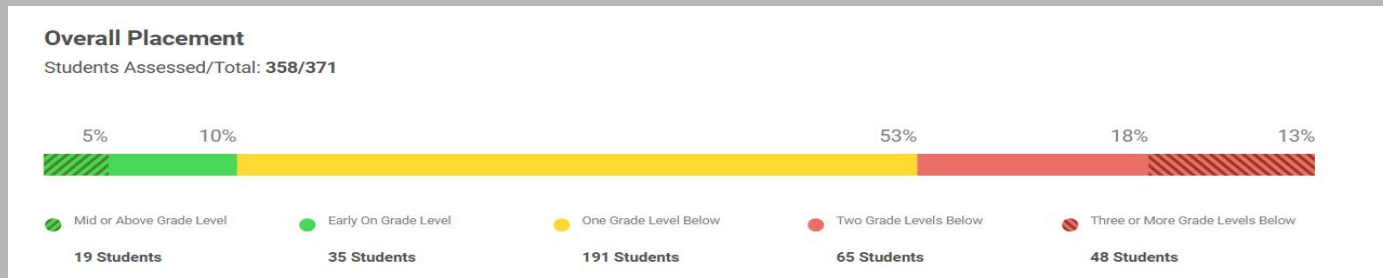 Overall Placement
Students Assessed/Total: 358/371
5% 10% 53% 18% 13%
Mid or Above Grade Level Early On Grade Level One Grade Level Below Two Grade Levels Below Three or More Grade Levels Below
19 Students 35 Students 191 Students 65 Students 48 Students